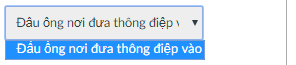 Đầu ống nơi đưa thông điệp v
Đầu ống nơi đưa thông điệp vào